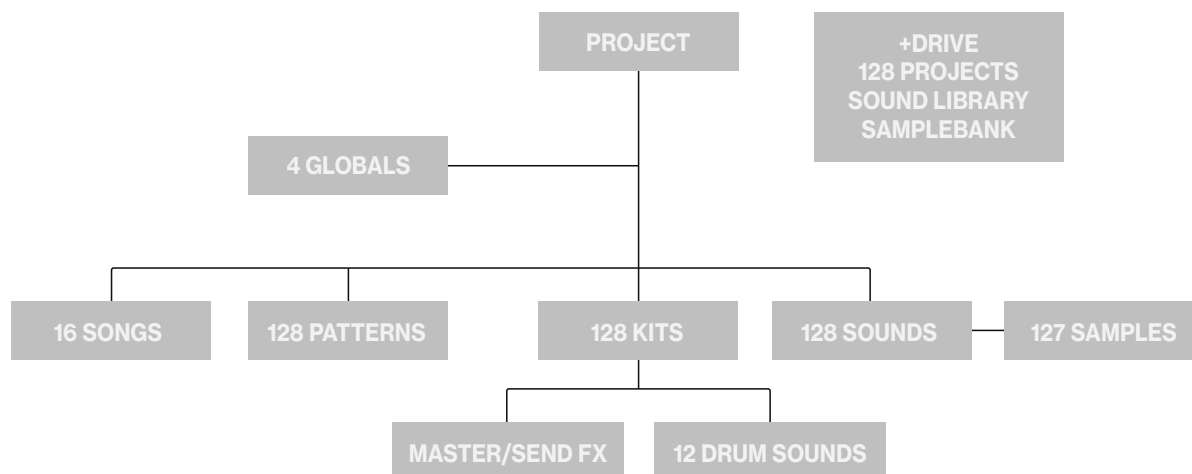 PROJECT
+DRIVE
128 PROJECTS
SOUND LIBRARY
SAMPLEBANK
4 GLOBALS
16 SONGS
128 PATTERNS
128 KITS
128 SOUNDS
127 SAMPLES
MASTER/SEND FX
12 DRUM SOUNDS